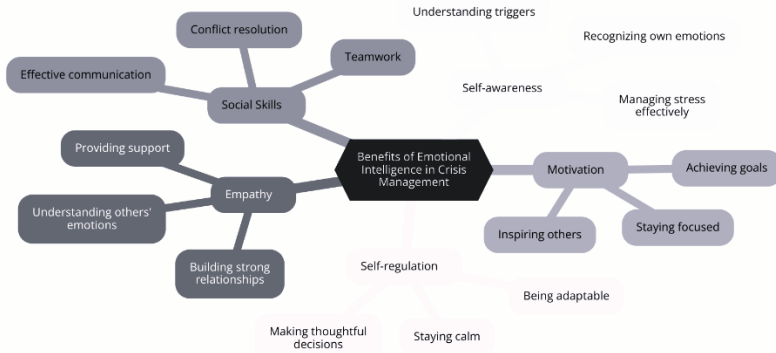 Understanding triggers
Conflict resolution
Recognizing own emotions
Teamwork
Effective communication
Self-awareness
Social Skills
Managing stress
effectively
Providing support
Benefits of Emotional
Intelligence in Crisis
Management
Motivation
Achieving goals
Empathy
Understanding others'
emotions
Inspiring others
Staying focused
Building strong
relationships
Self-regulation
Being adaptable
Making thoughtful
decisions
Staying calm